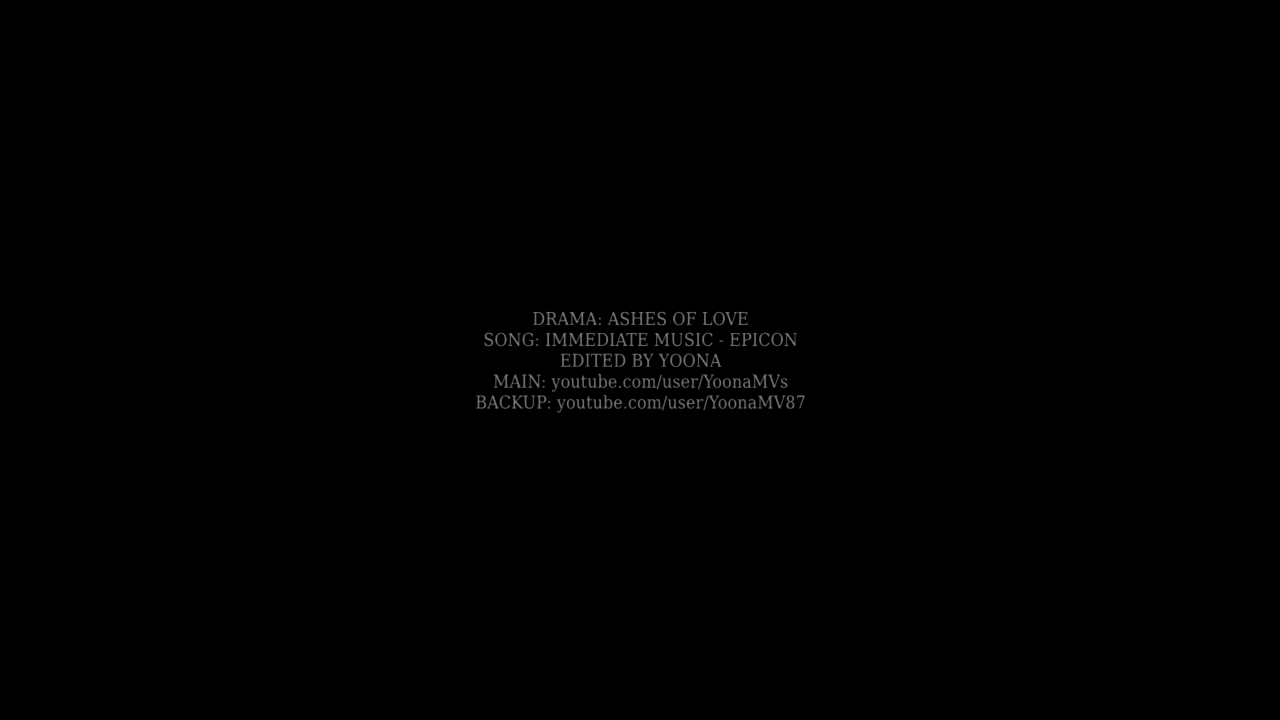 DRAMA: ASHES OF LOVE
SONG: IMMEDIATE MUSIC - EPICON
EDITED BY YOONA
MAIN: youtube.com/user/YoonaMVs
BACKUP: youtube.com/user/YoonaMV87